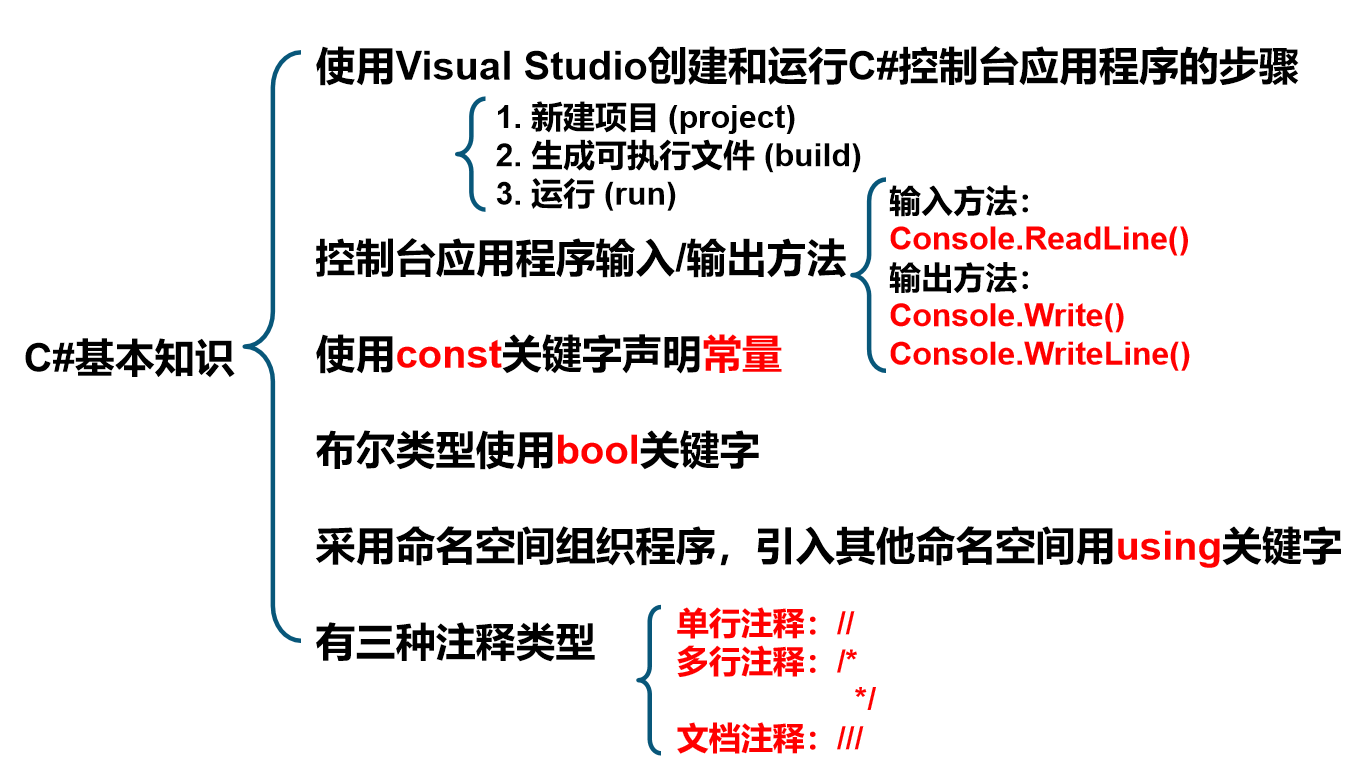 使用Visual Studio创建和运行C#控制台应用程序的步骤
1. 新建项目 (project)
2. 生成可执行文件 (build)
3. 运行 (run)
控制台应用程序输入/输出方法
输入方法：
Console.ReadLine()
输出方法：
Console.Write()
Console.WriteLine()
C#基本知识
使用const关键字声明常量
布尔类型使用bool关键字
采用命名空间组织程序，引入其他命名空间用using关键字
有三种注释类型
单行注释：//
多行注释：/*
*/
文档注释：///